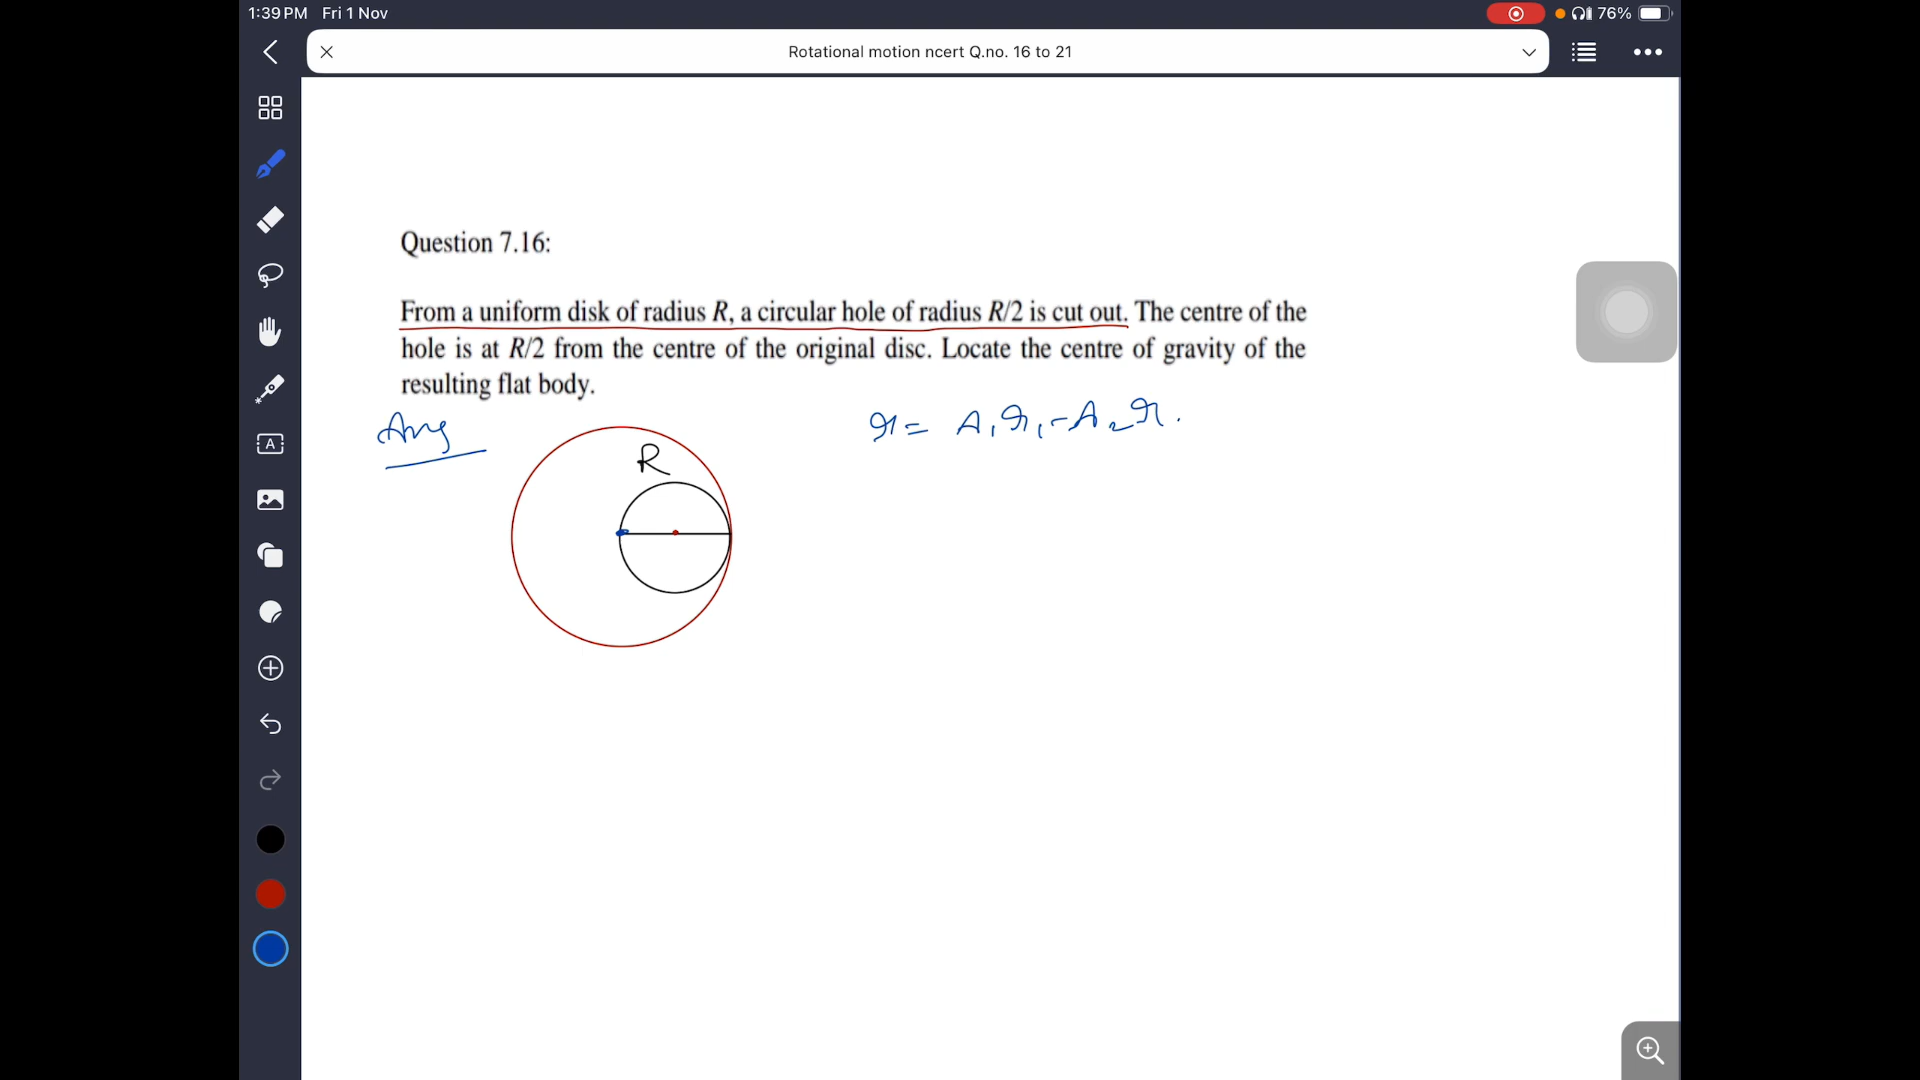 1:39 PM Fri 1 Nov
76%
Rotational motion ncert Q.no. 16 to 21
Question 7.16:
From a uniform disk of radius R, a circular hole of radius R/2 is cut out. The centre of the
hole is at R/2 from the centre of the original disc. Locate the centre of gravity of the
resulting flat body.
Ans
r = A₁r₁ - A₂r.
R
A